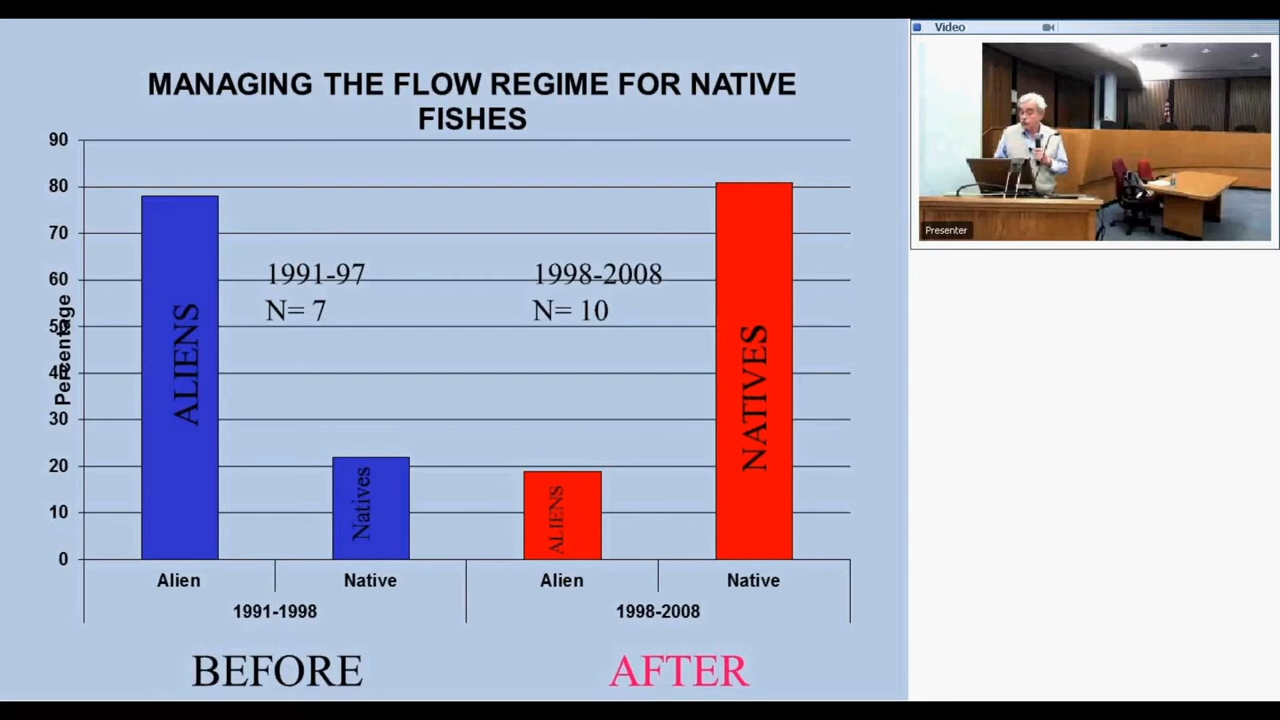 MANAGING THE FLOW REGIME FOR NATIVE
FISHES
90
80
70
60
50
40
30
20
10
0
Percentage
ALIENS
1991-97
N= 7
Natives
1998-2008
N= 10
ALIENS
NATIVES
Alien
Native
Alien
Native
1991-1998
1998-2008
BEFORE
AFTER
Video
Presenter